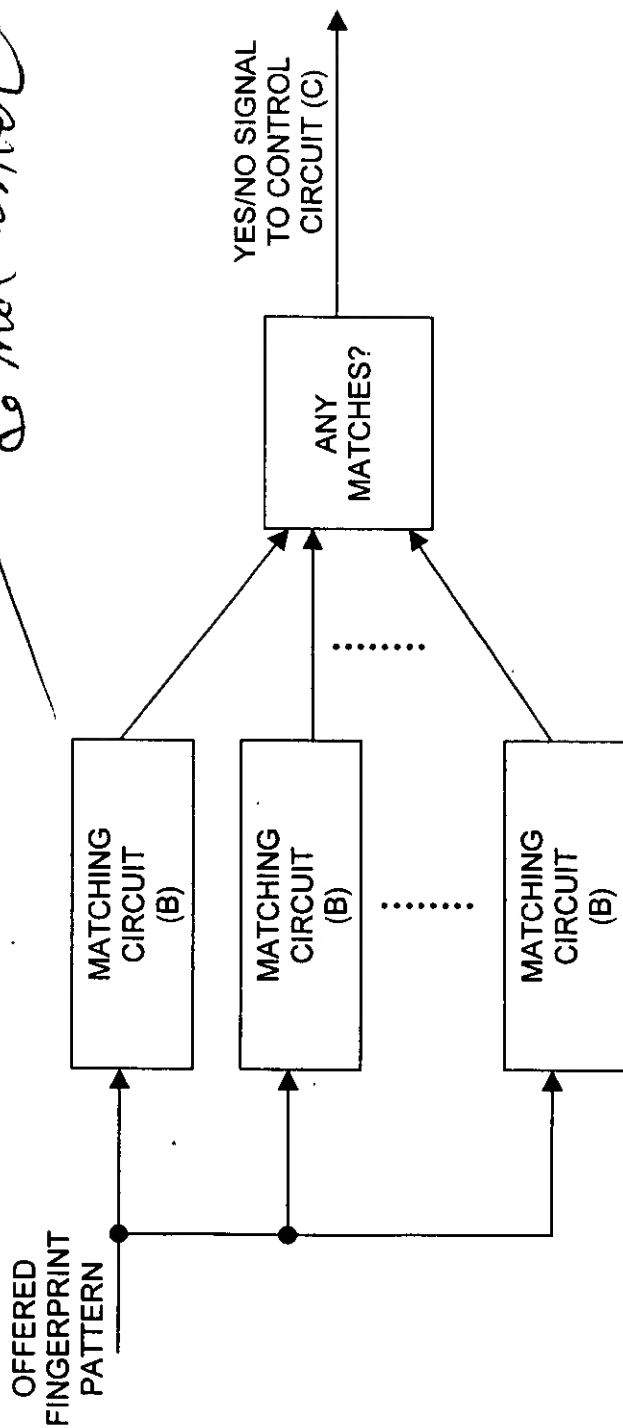 OFFERED
FINGERPRINT
PATTERN
MATCHING
CIRCUIT
(B)
MATCHING
CIRCUIT
(B)
MATCHING
CIRCUIT
(B)
ANY
MATCHES?
YES/NO SIGNAL
TO CONTROL
CIRCUIT (C)